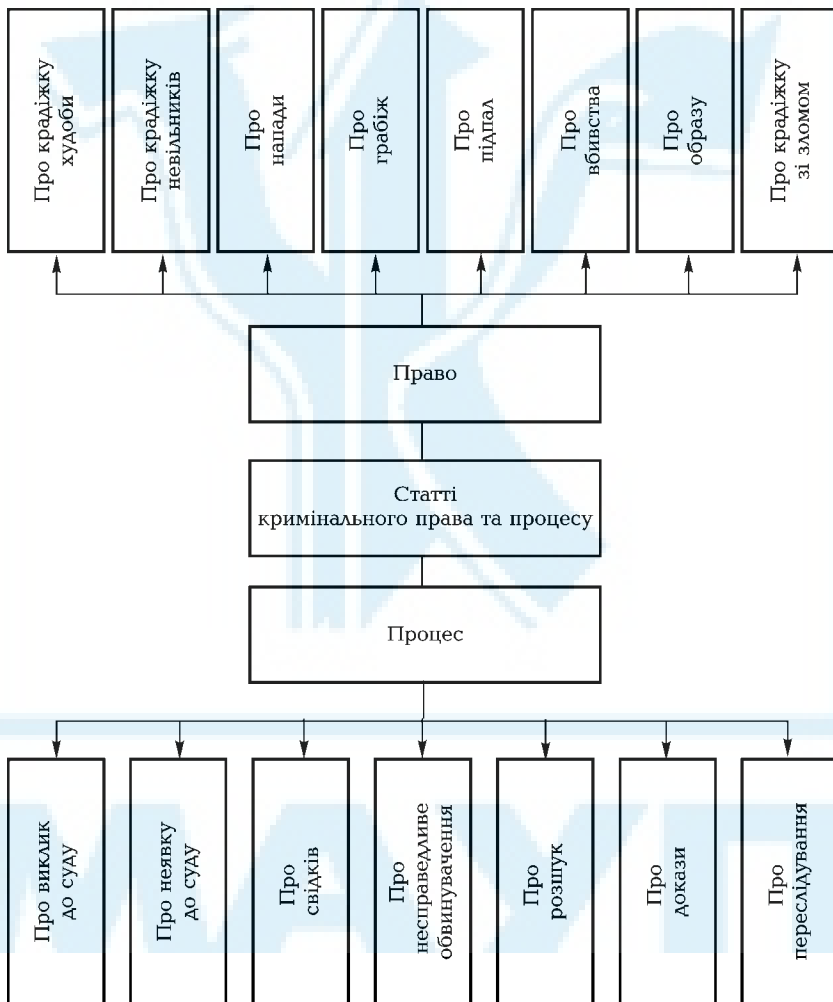 Про крадіжку
худоби
Про крадіжку
невільників
Про
напади
Про
грабіж
Про
підпал
Про
вбивства
Про
образу
Про крадіжку
зі зломом
Право
Статті
кримінального права та процесу
Процес
Про виклик
до суду
Про неявку
до суду
Про
свідків
Про
несправедливе
обвинувачення
Про
розшук
Про
докази
Про
переслідування
МАУП